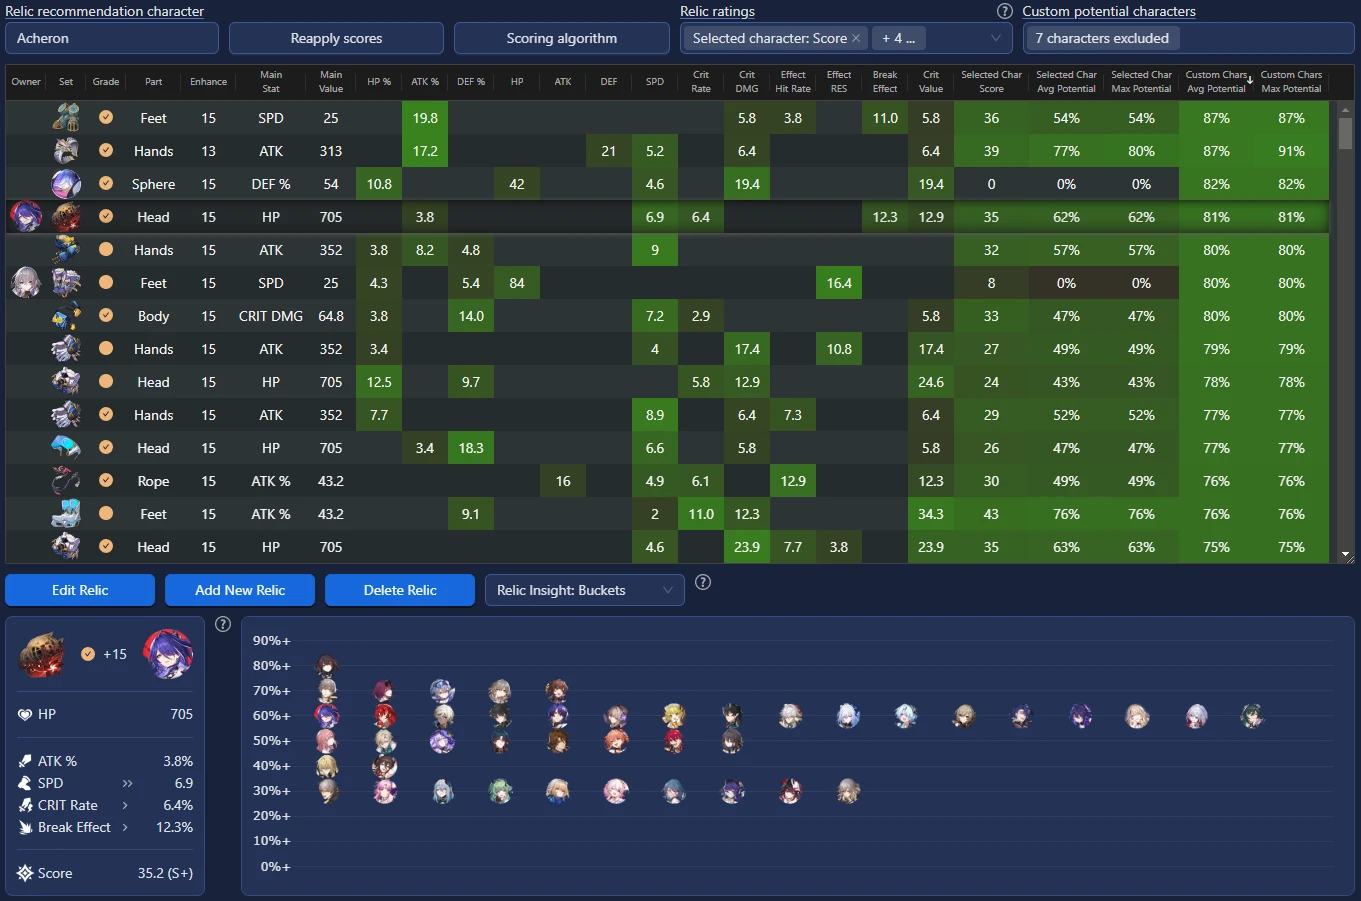 Relic recommendation character
Relic ratings
Custom potential characters
Acheron
Reapply scores
Scoring algorithm
Selected character: Score ×
+ 4 ...
7 characters excluded
Owner Set Grade Part Enhance Main Stat Main Value HP % ATK % DEF % HP ATK DEF SPD Crit Rate Crit DMG Effect Hit Rate Effect RES Break Effect Crit Value Selected Char Score Selected Char Avg Potential Selected Char Max Potential Custom Chars Avg Potential Custom Chars Max Potential
Feet 15 SPD 25 19.8 5.8 3.8 11.0 5.8 36 54% 54% 87% 87%
Hands 13 ATK 313 17.2 21 5.2 6.4 6.4 39 77% 80% 87% 91%
Sphere 15 DEF % 54 10.8 42 4.6 19.4 19.4 0 0% 0% 82% 82%
Head 15 HP 705 3.8 6.9 6.4 12.3 12.9 35 62% 62% 81% 81%
Hands 15 ATK 352 3.8 8.2 4.8 9 32 57% 57% 80% 80%
Feet 15 SPD 25 4.3 5.4 84 16.4 8 0% 0% 80% 80%
Body 15 CRIT DMG 64.8 3.8 14.0 7.2 2.9 5.8 33 47% 47% 80% 80%
Hands 15 ATK 352 3.4 4 17.4 10.8 17.4 27 49% 49% 79% 79%
Head 15 HP 705 12.5 9.7 5.8 12.9 24.6 24 43% 43% 78% 78%
Hands 15 ATK 352 7.7 8.9 6.4 7.3 6.4 29 52% 52% 77% 77%
Head 15 HP 705 3.4 18.3 6.6 5.8 5.8 26 47% 47% 77% 77%
Rope 15 ATK % 43.2 16 4.9 6.1 12.9 12.3 30 49% 49% 76% 76%
Feet 15 ATK % 43.2 9.1 2 11.0 12.3 34.3 43 76% 76% 76% 76%
Head 15 HP 705 4.6 23.9 7.7 3.8 23.9 35 63% 63% 75% 75%
Edit Relic
Add New Relic
Delete Relic
Relic Insight: Buckets
+15
HP 705
ATK % 3.8%
SPD 6.9
CRIT Rate 6.4%
Break Effect 12.3%
Score 35.2 (S+)
90%+
80%+
70%+
60%+
50%+
40%+
30%+
20%+
10%+
0%+